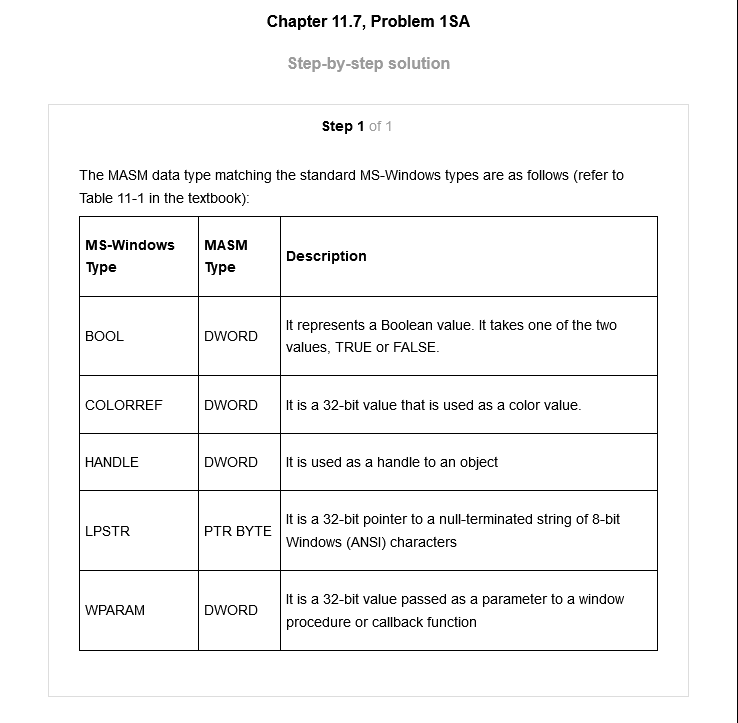 Chapter 11.7, Problem 1SA
Step-by-step solution
Step 1 of 1
The MASM data type matching the standard MS-Windows types are as follows (refer to
Table 11-1 in the textbook):
MS-Windows Type | MASM Type | Description
BOOL | DWORD | It represents a Boolean value. It takes one of the two values, TRUE or FALSE.
COLORREF | DWORD | It is a 32-bit value that is used as a color value.
HANDLE | DWORD | It is used as a handle to an object
LPSTR | PTR BYTE | It is a 32-bit pointer to a null-terminated string of 8-bit Windows (ANSI) characters
WPARAM | DWORD | It is a 32-bit value passed as a parameter to a window procedure or callback function